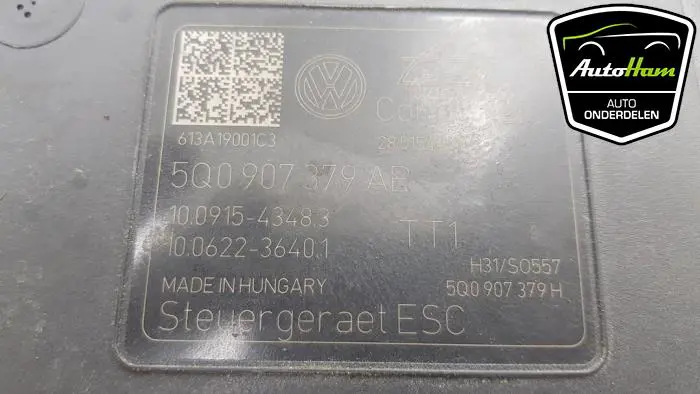 613A19001C3
5Q0 907 379 AB
10.0915-4348.3
10.0622-3640.1
TT1
H31/SO557
MADE IN HUNGARY
5Q0 907 379 H
Steuergeraet ESC
AutoHam
AUTO
ONDERDELEN